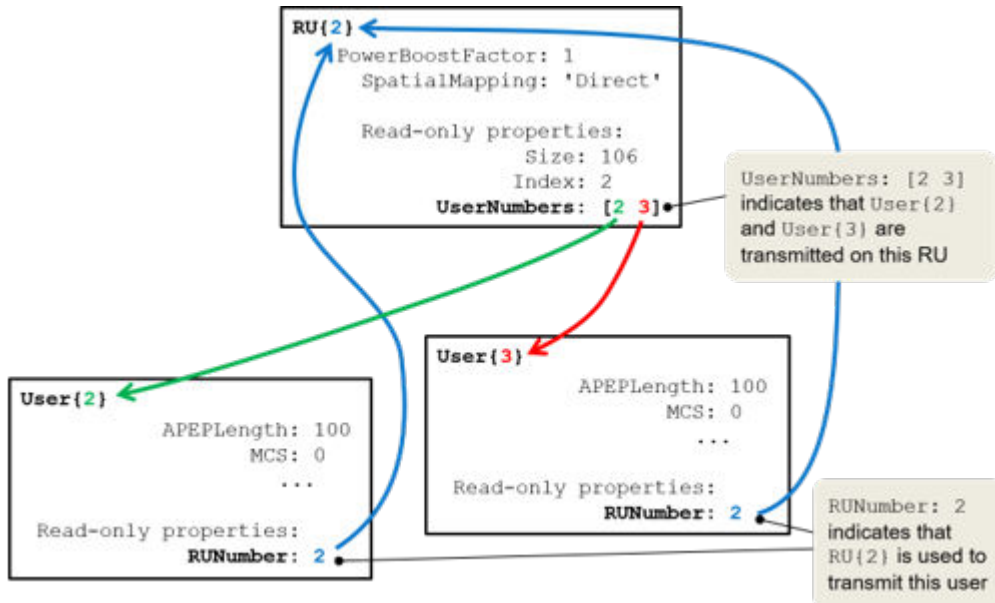 RU{2}
PowerBoostFactor: 1
SpatialMapping: 'Direct'
Read-only properties:
Size: 106
Index: 2
UserNumbers: [2 3]
UserNumbers: [2 3]
indicates that User{2}
and User{3} are
transmitted on this RU
User{3}
APEPLength: 100
MCS: 0
...
Read-only properties:
RUNumber: 2
User{2}
APEPLength: 100
MCS: 0
...
Read-only properties:
RUNumber: 2
RUNumber: 2
indicates that
RU{2} is used to
transmit this user